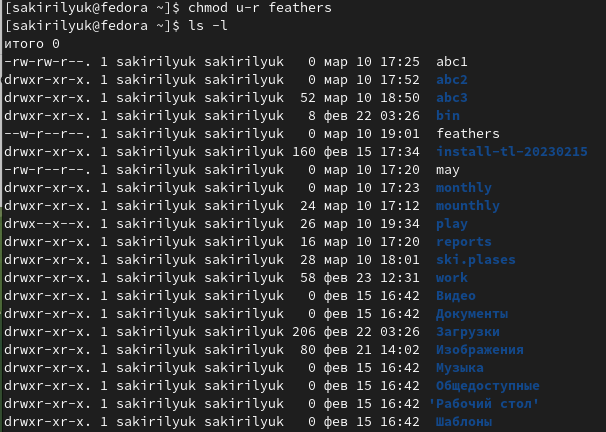 [sakirilyuk@fedora ~]$ chmod u-r feathers
[sakirilyuk@fedora ~]$ ls -l
итого 0
-rw-rw-r--. 1 sakirilyuk sakirilyuk   0 мар 10 17:25  abc1
drwxr-xr-x. 1 sakirilyuk sakirilyuk   0 мар 10 17:52  abc2
drwxr-xr-x. 1 sakirilyuk sakirilyuk  52 мар 10 18:50  abc3
drwxr-xr-x. 1 sakirilyuk sakirilyuk   8 фев 22 03:26  bin
--w-r--r--. 1 sakirilyuk sakirilyuk   0 мар 10 19:01  feathers
drwxr-xr-x. 1 sakirilyuk sakirilyuk 160 фев 15 17:34  install-tl-20230215
-rw-r--r--. 1 sakirilyuk sakirilyuk   0 мар 10 17:20  may
drwxr-xr-x. 1 sakirilyuk sakirilyuk   0 мар 10 17:23  monthly
drwxr-xr-x. 1 sakirilyuk sakirilyuk  24 мар 10 17:12  mounthly
drwx--x--x. 1 sakirilyuk sakirilyuk  26 мар 10 19:34  play
drwxr-xr-x. 1 sakirilyuk sakirilyuk  16 мар 10 17:20  reports
drwxr-xr-x. 1 sakirilyuk sakirilyuk  28 мар 10 18:01  ski.plases
drwxr-xr-x. 1 sakirilyuk sakirilyuk  58 фев 23 12:31  work
drwxr-xr-x. 1 sakirilyuk sakirilyuk   0 фев 15 16:42  Видео
drwxr-xr-x. 1 sakirilyuk sakirilyuk   0 фев 15 16:42  Документы
drwxr-xr-x. 1 sakirilyuk sakirilyuk 206 фев 22 03:26  Загрузки
drwxr-xr-x. 1 sakirilyuk sakirilyuk  80 фев 21 14:02  Изображения
drwxr-xr-x. 1 sakirilyuk sakirilyuk   0 фев 15 16:42  Музыка
drwxr-xr-x. 1 sakirilyuk sakirilyuk   0 фев 15 16:42  Общедоступные
drwxr-xr-x. 1 sakirilyuk sakirilyuk   0 фев 15 16:42 'Рабочий стол'
drwxr-xr-x. 1 sakirilyuk sakirilyuk   0 фев 15 16:42  Шаблоны